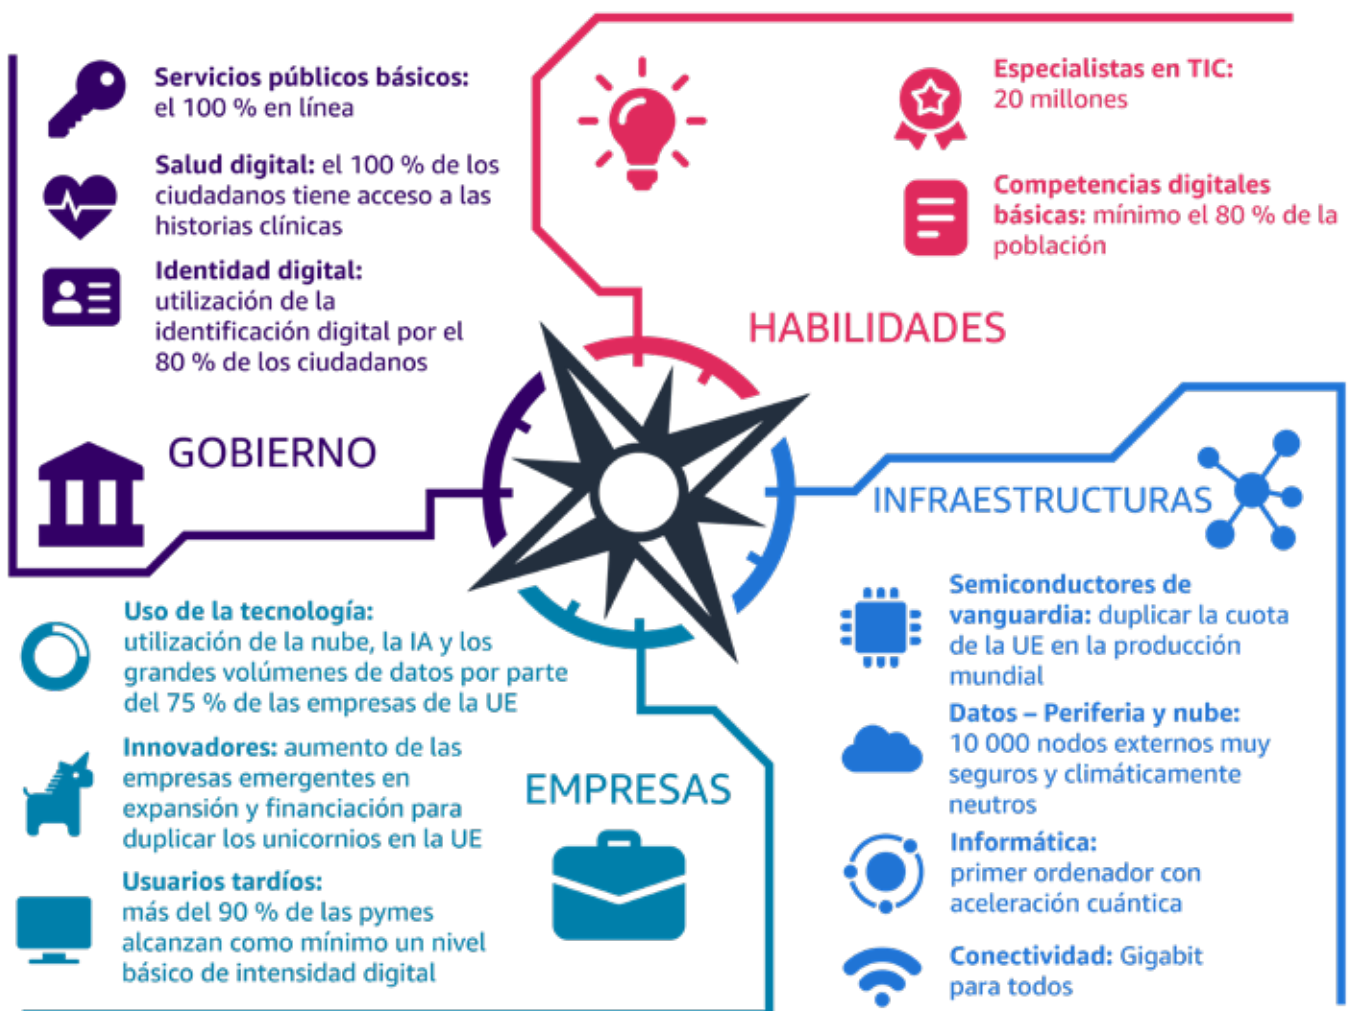 Servicios públicos básicos:
el 100 % en línea
Salud digital: el 100 % de los
ciudadanos tiene acceso a las
historias clínicas
Identidad digital:
utilización de la
identificación digital por el
80 % de los ciudadanos
GOBIERNO
Especialistas en TIC:
20 millones
Competencias digitales
básicas: mínimo el 80 % de la
población
HABILIDADES
INFRAESTRUCTURAS
Semiconductores de
vanguardia: duplicar la cuota
de la UE en la producción
mundial
Datos – Periferia y nube:
10 000 nodos externos muy
seguros y climáticamente
neutros
Informática:
primer ordenador con
aceleración cuántica
Conectividad: Gigabit
para todos
Uso de la tecnología:
utilización de la nube, la IA y los
grandes volúmenes de datos por parte
del 75 % de las empresas de la UE
Innovadores: aumento de las
empresas emergentes en
expansión y financiación para
duplicar los unicornios en la UE
Usuarios tardíos:
más del 90 % de las pymes
alcanzan como mínimo un nivel
básico de intensidad digital
EMPRESAS